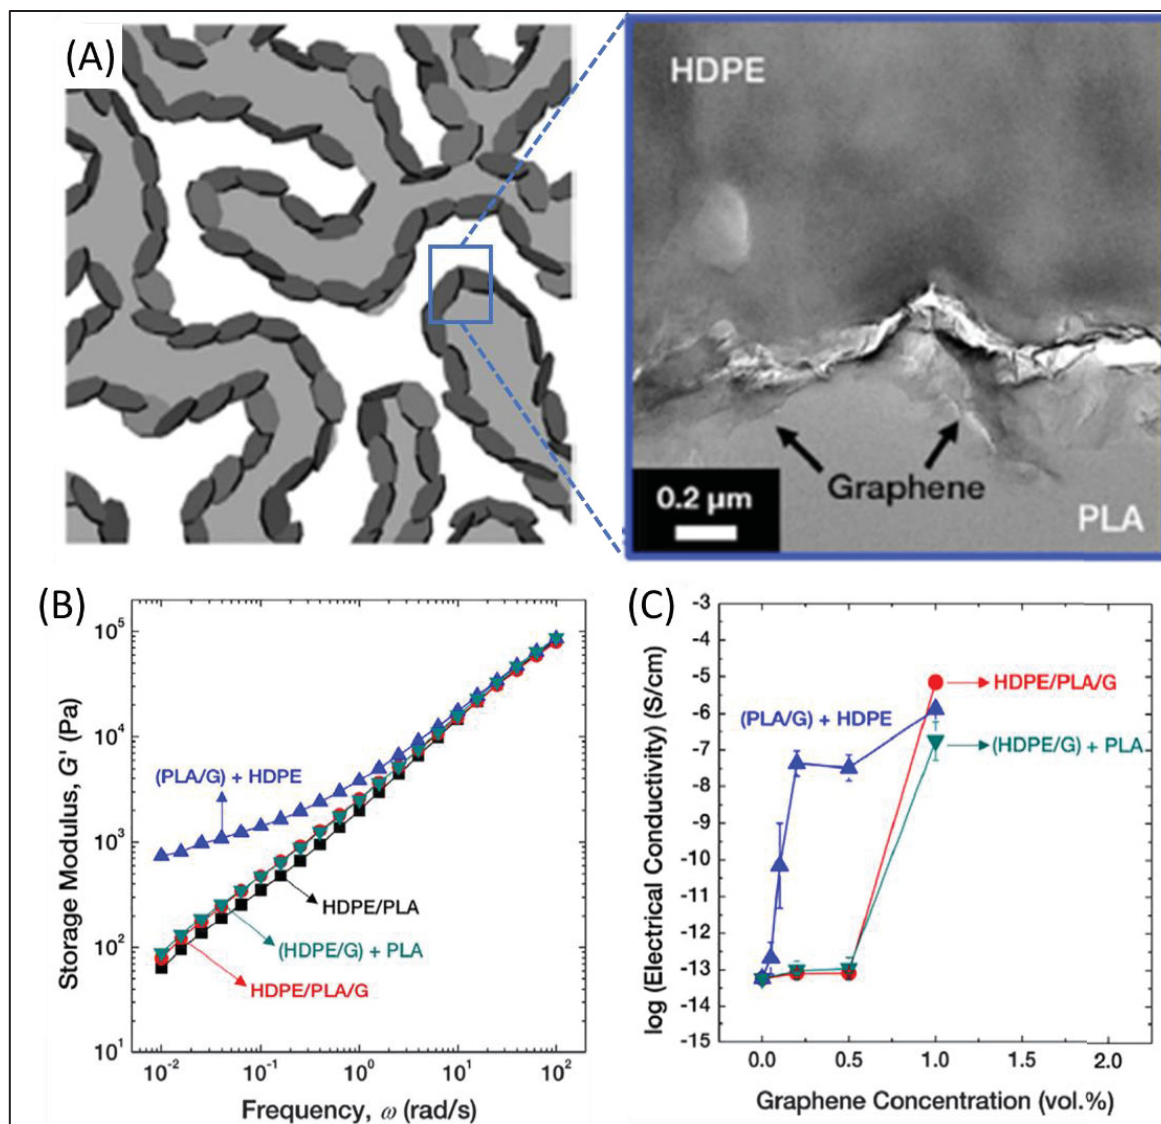 (A)
HDPE
Graphene
0.2 µm
PLA
(B)
Storage Modulus, G' (Pa)
10^5
10^4
10^3
10^2
10^1
(PLA/G) + HDPE
HDPE/PLA
(HDPE/G) + PLA
HDPE/PLA/G
10^-2 10^-1 10^0 10^1 10^2
Frequency, ω (rad/s)
(C)
log (Electrical Conductivity) (S/cm)
-3
-4
-5
-6
-7
-8
-9
-10
-11
-12
-13
-14
-15
HDPE/PLA/G
(PLA/G) + HDPE
(HDPE/G) + PLA
0.0 0.5 1.0 1.5 2.0
Graphene Concentration (vol.%)